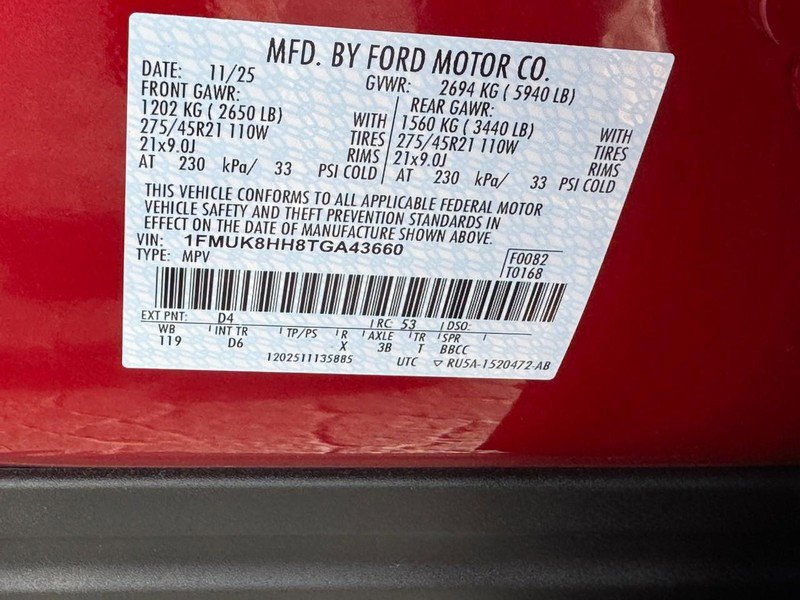 MFD. BY FORD MOTOR CO.
DATE: 11/25 GVWR: 2694 KG ( 5940 LB)
FRONT GAWR: REAR GAWR:
1202 KG ( 2650 LB) WITH 1560 KG ( 3440 LB) WITH
275/45R21 110W TIRES 275/45R21 110W TIRES
21x9.0J RIMS 21x9.0J RIMS
AT 230 kPa/ 33 PSI COLD AT 230 kPa/ 33 PSI COLD
THIS VEHICLE CONFORMS TO ALL APPLICABLE FEDERAL MOTOR
VEHICLE SAFETY AND THEFT PREVENTION STANDARDS IN
EFFECT ON THE DATE OF MANUFACTURE SHOWN ABOVE.
VIN: 1FMUK8HH8TGA43660
TYPE: MPV F0082
T0168
EXT PNT: D4 RC: 53 DSO:
WB INT TR TP/PS R AXLE TR SPR
119 D6 X 3B T BBCC
1202511135885 UTC ▽ RU5A-1520472-AB